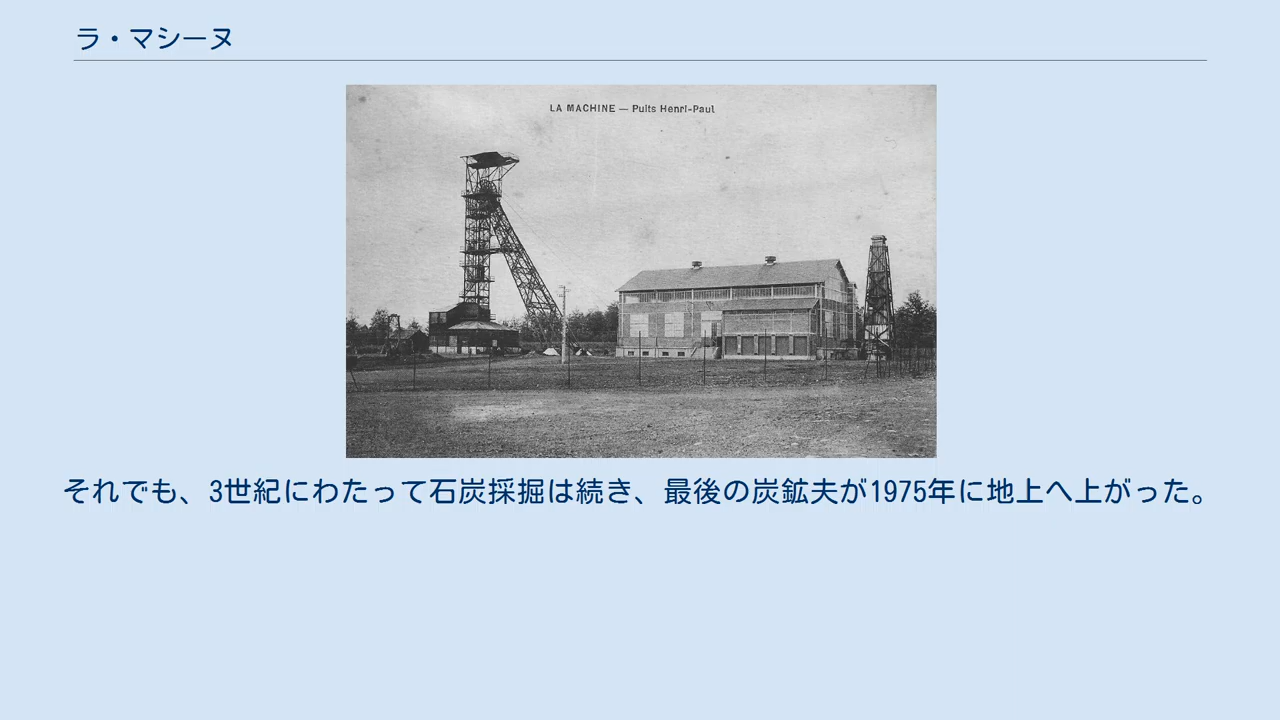 ラ・マシーヌ
LA MACHINE — Puits Henri-Paul
それでも、3世紀にわたって石炭採掘は続き、最後の炭鉱夫が1975年に地上へ上がった。